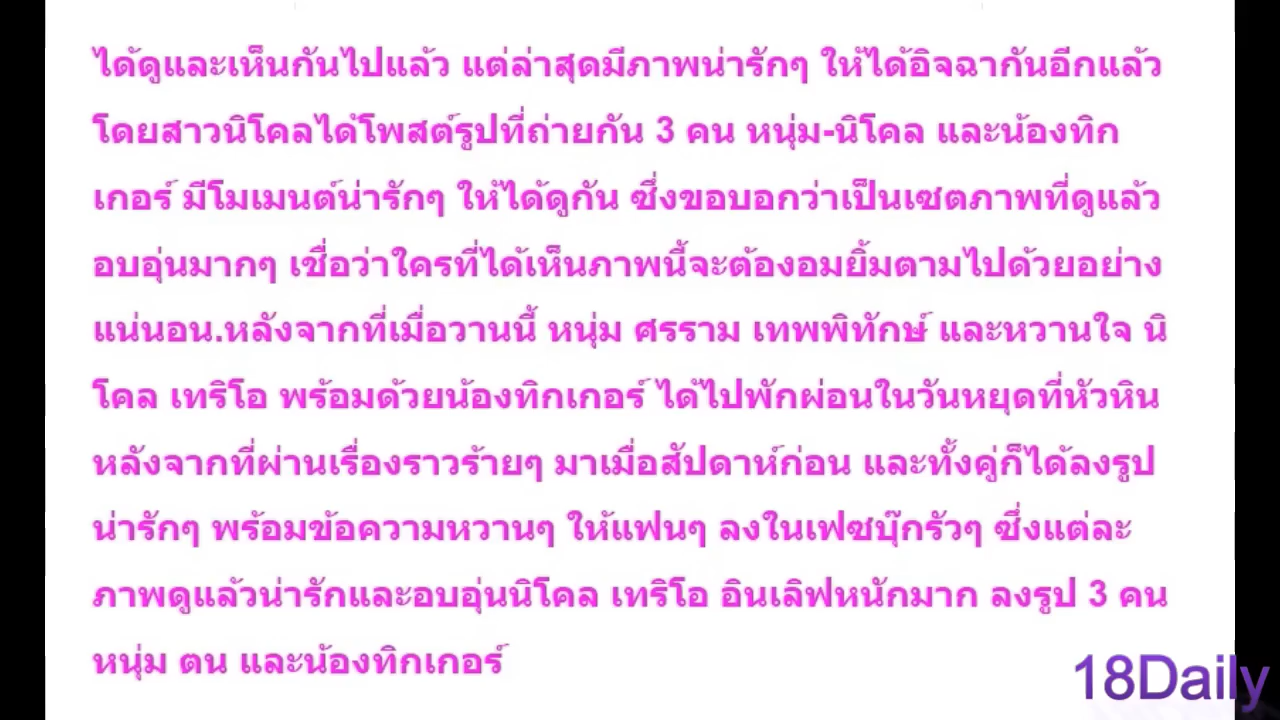 ได้ดูและเห็นกันไปแล้ว แต่ล่าสุดมีภาพน่ารักๆ ให้ได้อิจฉากันอีกแล้ว
โดยสาวนิโคลได้โพสต์รูปที่ถ่ายกัน 3 คน หนุ่ม-นิโคล และน้องทิก
เกอร์ มีโมเมนต์น่ารักๆ ให้ได้ดูกัน ซึ่งขอบอกว่าเป็นเซตภาพที่ดูแล้ว
อบอุ่นมากๆ เชื่อว่าใครที่ได้เห็นภาพนี้จะต้องอมยิ้มตามไปด้วยอย่าง
แน่นอน.หลังจากที่เมื่อวานนี้ หนุ่ม ศรราม เทพพิทักษ์ และหวานใจ นิ
โคล เทริโอ พร้อมด้วยน้องทิกเกอร์ ได้ไปพักผ่อนในวันหยุดที่หัวหิน
หลังจากที่ผ่านเรื่องราวร้ายๆ มาเมื่อสัปดาห์ก่อน และทั้งคู่ก็ได้ลงรูป
น่ารักๆ พร้อมข้อความหวานๆ ให้แฟนๆ ลงในเฟซบุ๊กรัวๆ ซึ่งแต่ละ
ภาพดูแล้วน่ารักและอบอุ่นนิโคล เทริโอ อินเลิฟหนักมาก ลงรูป 3 คน
หนุ่ม ตน และน้องทิกเกอร์
18Daily